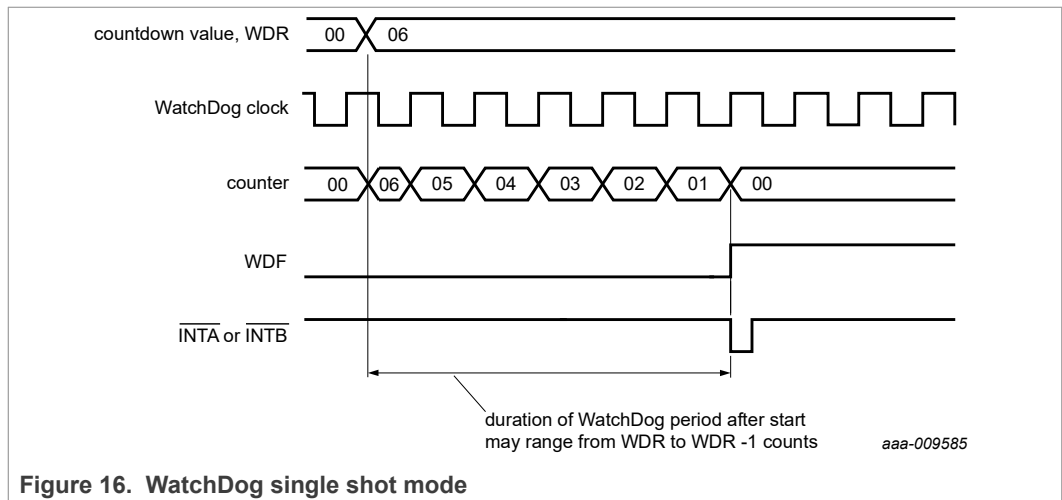 countdown value, WDR 00 06
WatchDog clock
counter 00 06 05 04 03 02 01 00
WDF
INTA or INTB
duration of WatchDog period after start
may range from WDR to WDR -1 counts
aaa-009585
Figure 16. WatchDog single shot mode